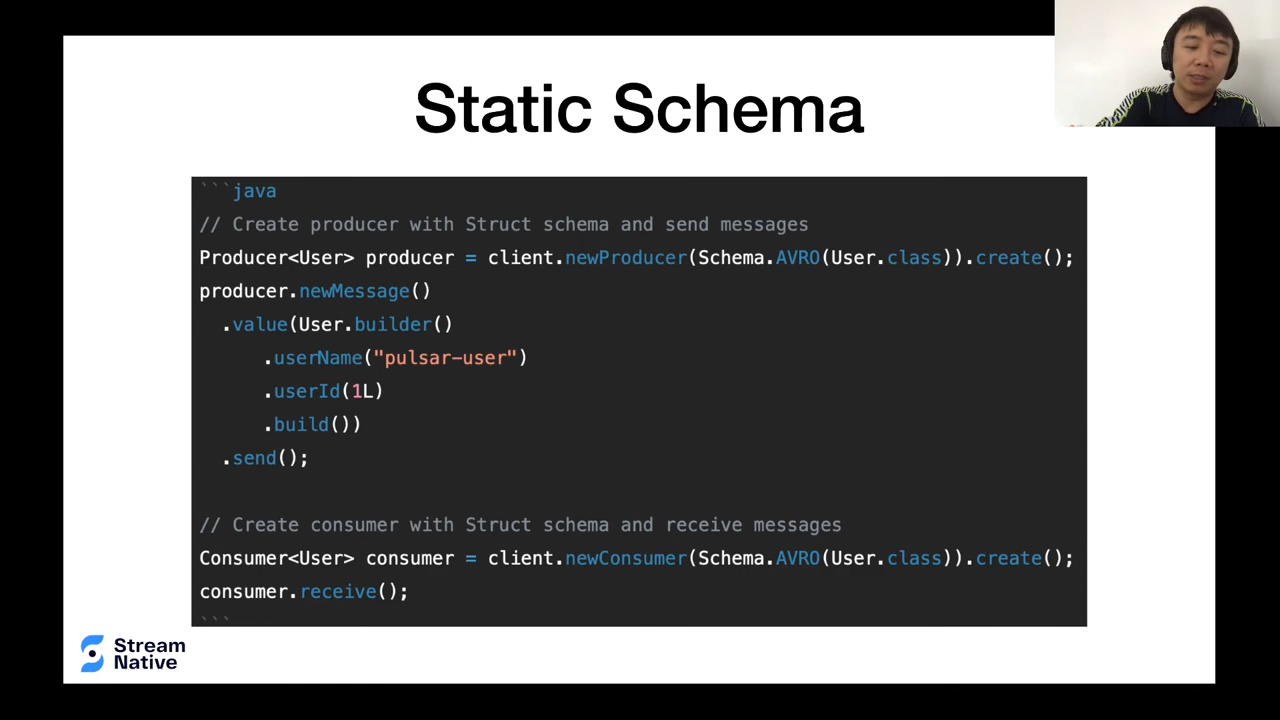 Static Schema
```java
// Create producer with Struct schema and send messages
Producer<User> producer = client.newProducer(Schema.AVRO(User.class)).create();
producer.newMessage()
  .value(User.builder()
      .userName("pulsar-user")
      .userId(1L)
      .build())
  .send();
// Create consumer with Struct schema and receive messages
Consumer<User> consumer = client.newConsumer(Schema.AVRO(User.class)).create();
consumer.receive();
```
Stream
Native